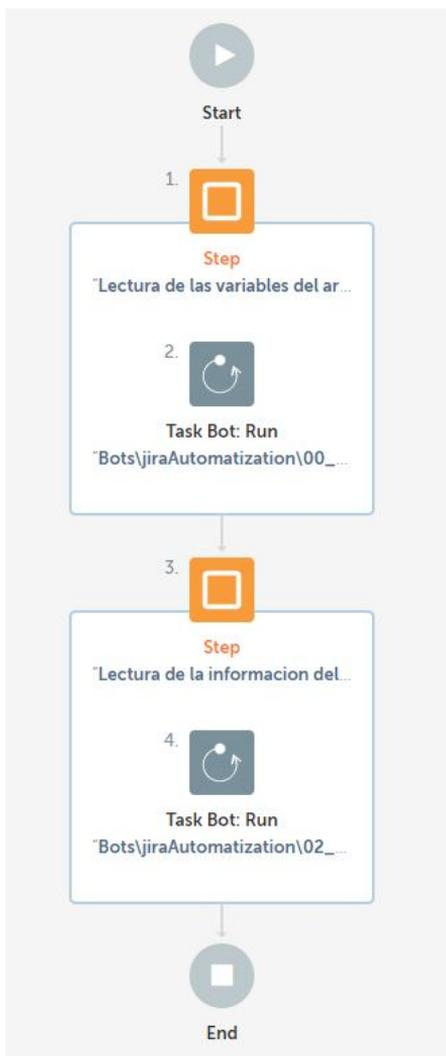 Start
1.
Step
"Lectura de las variables del ar...
2.
Task Bot: Run
"Bots\jiraAutomatization\00_...
3.
Step
"Lectura de la informacion del...
4.
Task Bot: Run
"Bots\jiraAutomatization\02_...
End